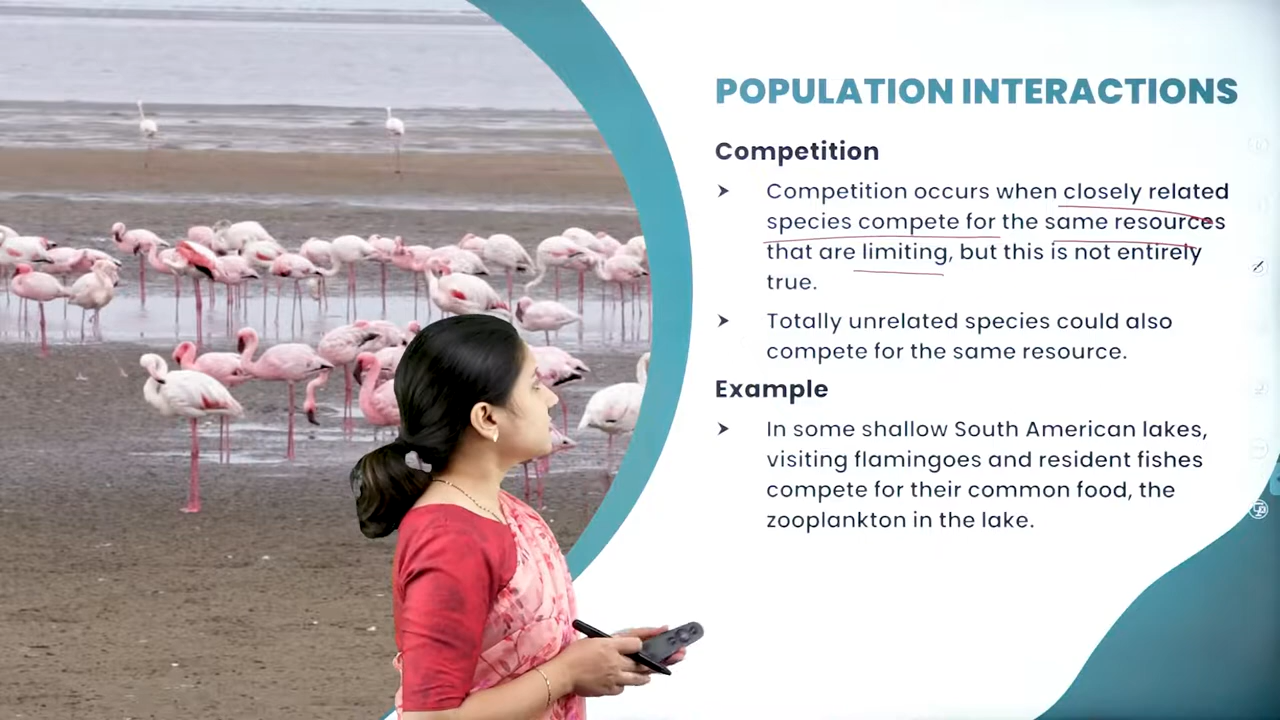 POPULATION INTERACTIONS
Competition
➤ Competition occurs when closely related
species compete for the same resources
that are limiting, but this is not entirely
true.
➤ Totally unrelated species could also
compete for the same resource.
Example
➤ In some shallow South American lakes,
visiting flamingoes and resident fishes
compete for their common food, the
zooplankton in the lake.